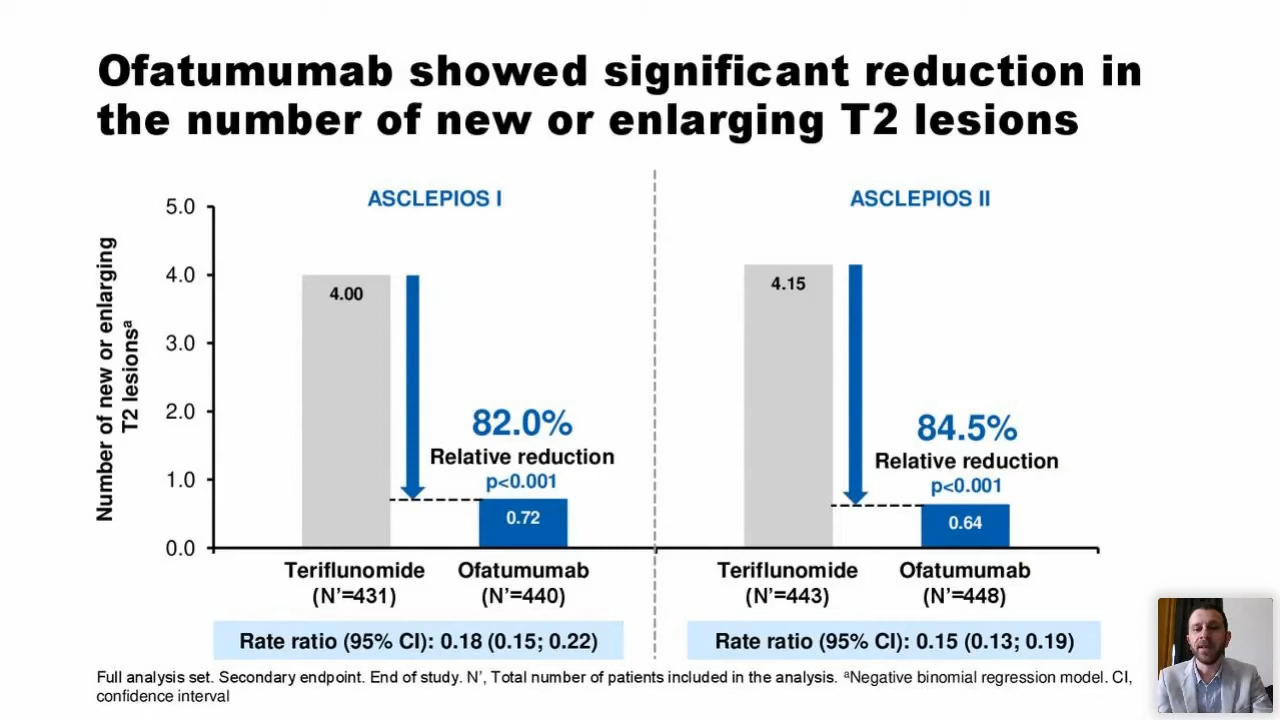 Ofatumumab showed significant reduction in
the number of new or enlarging T2 lesions
Number of new or enlarging
T2 lesionsᵃ
5.0
4.0
3.0
2.0
1.0
0.0
ASCLEPIOS I
4.00
82.0%
Relative reduction
p<0.001
0.72
Teriflunomide
(N’=431)
Ofatumumab
(N’=440)
Rate ratio (95% CI): 0.18 (0.15; 0.22)
ASCLEPIOS II
4.15
84.5%
Relative reduction
p<0.001
0.64
Teriflunomide
(N’=443)
Ofatumumab
(N’=448)
Rate ratio (95% CI): 0.15 (0.13; 0.19)
Full analysis set. Secondary endpoint. End of study. N’, Total number of patients included in the analysis. ᵃNegative binomial regression model. CI,
confidence interval